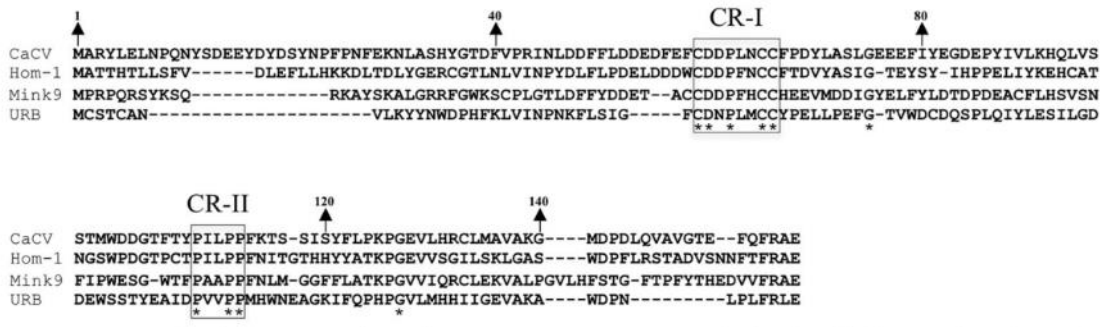 1 40 CR-I 80
CaCV MARYLELNPQNYSDEEYDYDSYNPFPNFEKNLASHYGTDFVPRINLDDFFLDDEDFEFCDDPLNCCFPDYLASLGEEEFIYEGDEPYIVLKHQLVS
Hom-1 MATTHTLLSFV------DLEFLLHKKDLTDLYGERCGTLNLVINPYDLFLPDELDDDWCDDPFNCCFTDVYASIG-TEYSY-IHPPELIYKEHCAT
Mink9 MPRPQRSYKSQ-------------RKAYSKALGRRFGWKSCPLGTLDFFYDDET--ACCDDPFHCCHEEVMDDIGYELFYLDTDPDEACFLHSVSN
URB MCSTCAN---------------------VLKYYNWDPHFKLVINPNKFLSIG----FCDNPLMCCYPELLPEFG-TVWDCDQSPLQIYLESILGD
** * ** *
CR-II 120 140
CaCV STMWDDGTFTYPILPPFKTS-SISYFLPKPGEVLHRCLMAVAKG----MDPDLQVAVGTE--FQFRAE
Hom-1 NGSWPDGTPCTPILPPFNITGTHHYYATKPGEVVSGILSKLGAS----WDPFLRSTADVSNNFTFRAE
Mink9 FIPWESG-WTFPAAPPFNLM-GGFFLATKPGVVIQRCLEKVALPGVLHFSTG-FTPFYTHEDVVFRAE
URB DEWSSTYEAIDPVVPPMHWNEAGKIFQPHPGVLMHHIIGEVAKA----WDPN---------LPLFRLE
* ** *